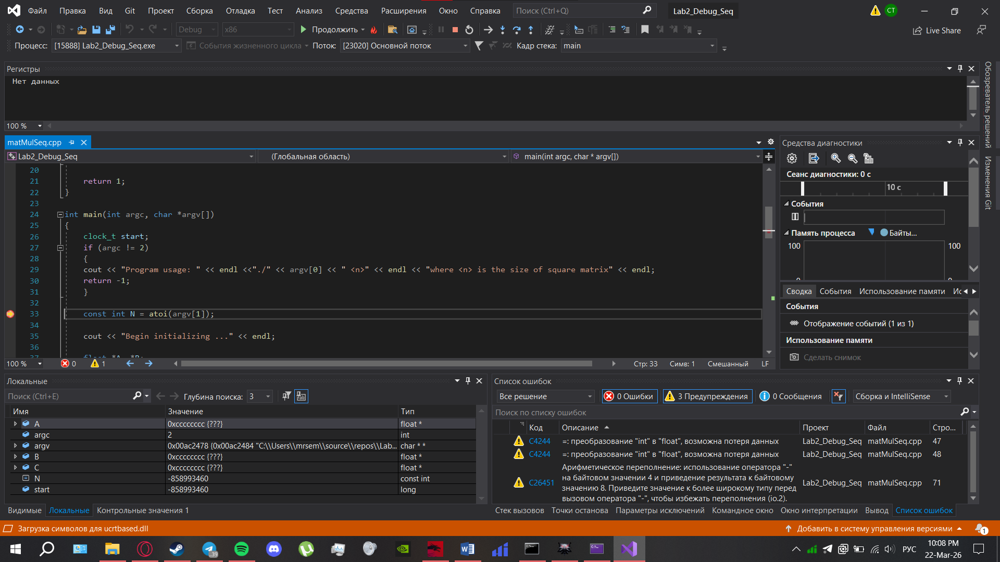 Файл Правка Вид Git Проект Сборка Отладка Тест Анализ Средства Расширения Окно Справка Поиск (Ctrl+Q) Lab2_Debug_Seq СТ
Debug x86 Продолжить Live Share
Процесс: [15888] Lab2_Debug_Seq.exe События жизненного цикла Поток: [23020] Основной поток Кадр стека: main
Регистры
Нет данных
100 %
Обозреватель решений
Изменения Git
matMulSeq.cpp
Lab2_Debug_Seq (Глобальная область) main(int argc, char * argv[])
20
21 return 1;
22 }
23
24 int main(int argc, char *argv[])
25 {
26 clock_t start;
27 if (argc != 2)
28 {
29 cout << "Program usage: " << endl <<"./" << argv[0] << " <n>" << endl << "where <n> is the size of square matrix" << endl;
30 return -1;
31 }
32
33 const int N = atoi(argv[1]);
34
35 cout << "Begin initializing ..." << endl;
36
37 float *A, *B;
100 % 0 1 Стр: 33 Симв: 1 Смешанный LF
Средства диагностики
Сеанс диагностики: 0 с
10 с
События
Память процесса Байты...
100 100
0 0
Сводка События Использование памяти Ис
События
Отображение событий (1 из 1)
Использование памяти
Сделать снимок
Локальные
Поиск (Ctrl+E) Глубина поиска: 3
Имя Значение Тип
A 0xcccccccc {???} float *
argc 2 int
argv 0x00ac2478 {0x00ac2484 "C:\\Users\\mrsem\\source\\repos\\Lab... char * *
B 0xcccccccc {???} float *
C 0xcccccccc {???} float *
N -858993460 const int
start -858993460 long
Видимые Локальные Контрольные значения 1
Список ошибок
Все решение 0 Ошибки 3 Предупреждения 0 Сообщения Сборка и IntelliSense
Поиск по списку ошибок
Код Описание Проект Файл Стро...
C4244 =: преобразование "int" в "float", возможна потеря данных Lab2_Debug_Seq matMulSeq.cpp 47
C4244 =: преобразование "int" в "float", возможна потеря данных Lab2_Debug_Seq matMulSeq.cpp 48
C26451 Арифметическое переполнение: использование оператора "-"
на байтовом значении 4 и приведение результата к байтовому
значению 8. Приведите значение к более широкому типу перед
вызовом оператора "-", чтобы избежать переполнения (io.2). Lab2_Debug_Seq matMulSeq.cpp 71
Стек вызовов Точки останова Параметры исключений Командное окно Окно интерпретации Вывод Список ошибок
Загрузка символов для ucrtbased.dll Добавить в систему управления версиями 1
39 РУС 10:08 PM
22-Mar-26